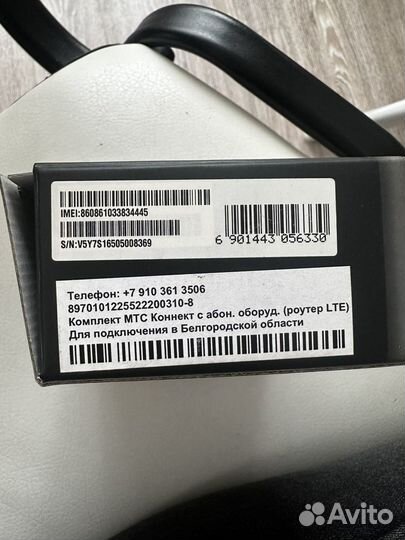 IMEI:860861033834445
S/N:V5Y7S16505008369
6 901443 056330
Телефон: +7 910 361 3506
8970101225522200310-8
Комплект МТС Коннект с абон. оборуд. (роутер LTE)
Для подключения в Белгородской области
Avito